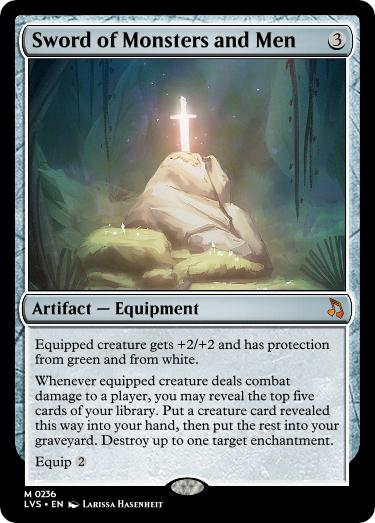 Sword of Monsters and Men 3
Artifact — Equipment
Equipped creature gets +2/+2 and has protection
from green and from white.
Whenever equipped creature deals combat
damage to a player, you may reveal the top five
cards of your library. Put a creature card revealed
this way into your hand, then put the rest into your
graveyard. Destroy up to one target enchantment.
Equip 2
M 0236
LVS • EN Larissa Hasenheit